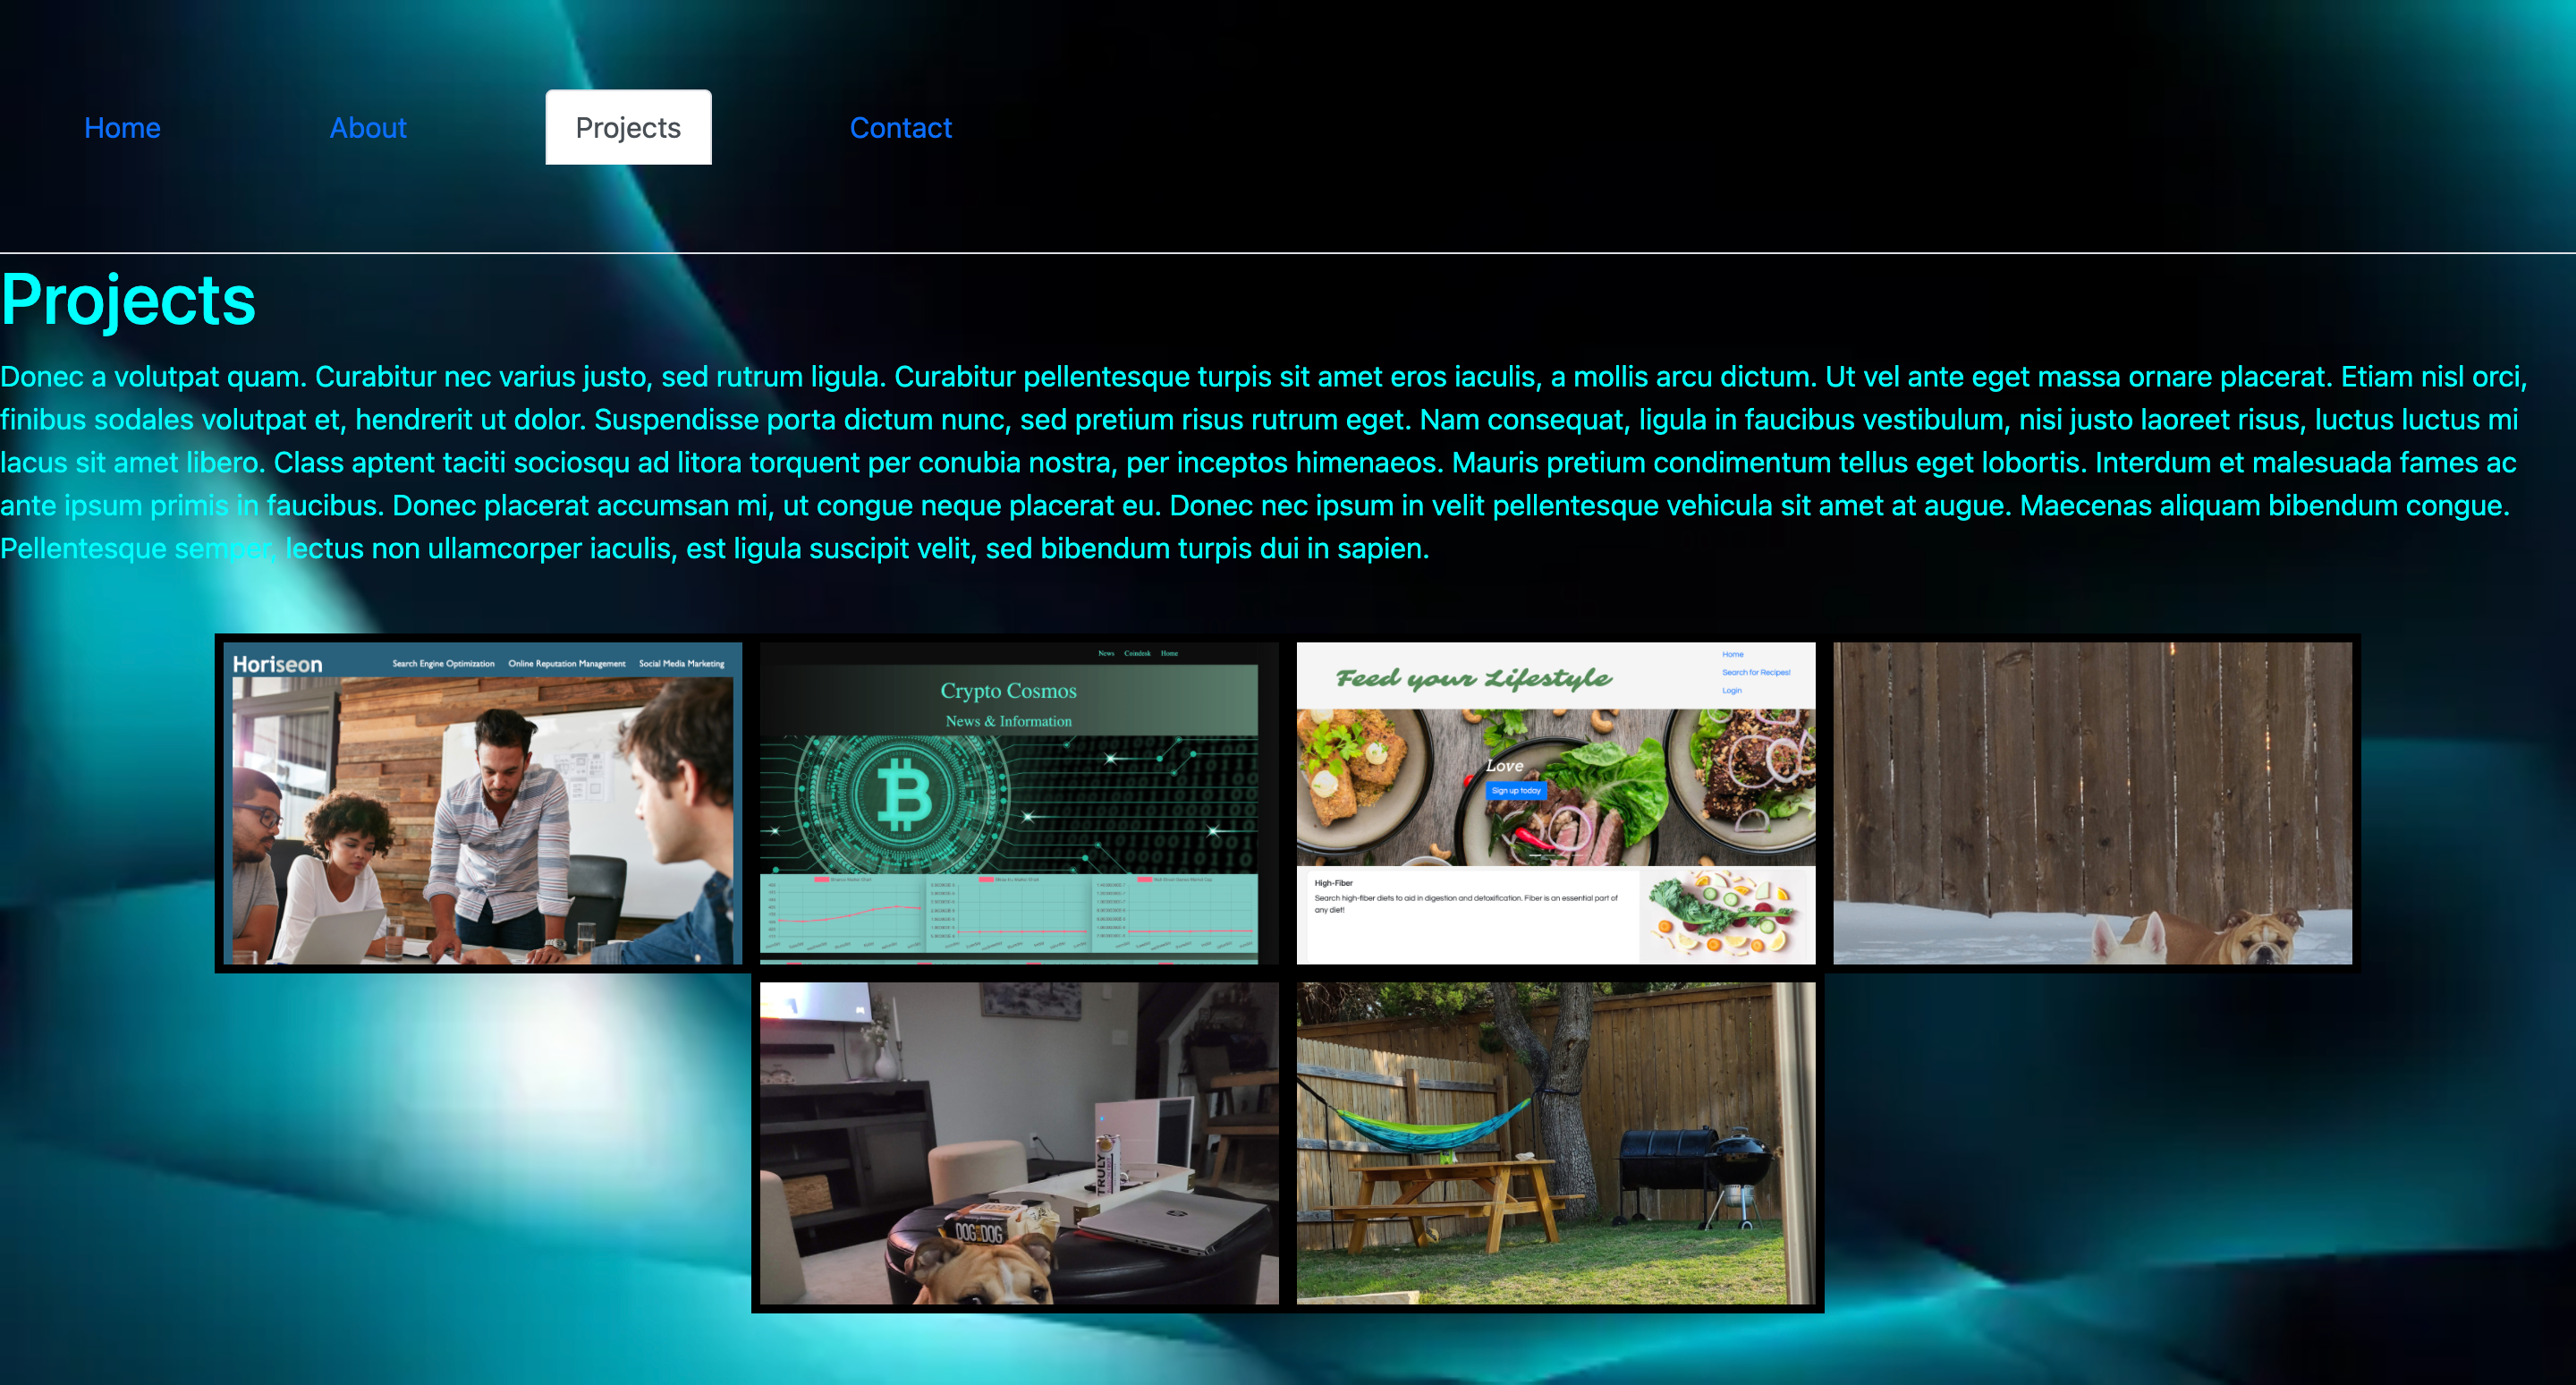 Home About Projects Contact
Projects
Donec a volutpat quam. Curabitur nec varius justo, sed rutrum ligula. Curabitur pellentesque turpis sit amet eros iaculis, a mollis arcu dictum. Ut vel ante eget massa ornare placerat. Etiam nisl orci,
finibus sodales volutpat et, hendrerit ut dolor. Suspendisse porta dictum nunc, sed pretium risus rutrum eget. Nam consequat, ligula in faucibus vestibulum, nisi justo laoreet risus, luctus luctus mi
lacus sit amet libero. Class aptent taciti sociosqu ad litora torquent per conubia nostra, per inceptos himenaeos. Mauris pretium condimentum tellus eget lobortis. Interdum et malesuada fames ac
ante ipsum primis in faucibus. Donec placerat accumsan mi, ut congue neque placerat eu. Donec nec ipsum in velit pellentesque vehicula sit amet at augue. Maecenas aliquam bibendum congue.
Pellentesque semper, lectus non ullamcorper iaculis, est ligula suscipit velit, sed bibendum turpis dui in sapien.
Horiseon Search Engine Optimization Online Reputation Management Social Media Marketing
News Coindesk Home
Crypto Cosmos
News & Information
Feed your Lifestyle
Home
Search for Recipes!
Login
Love
Sign up today
High-Fiber
Search high-fiber diets to aid in digestion and detoxification. Fiber is an essential part of
any diet!
TRULY
DOG DOG
hp